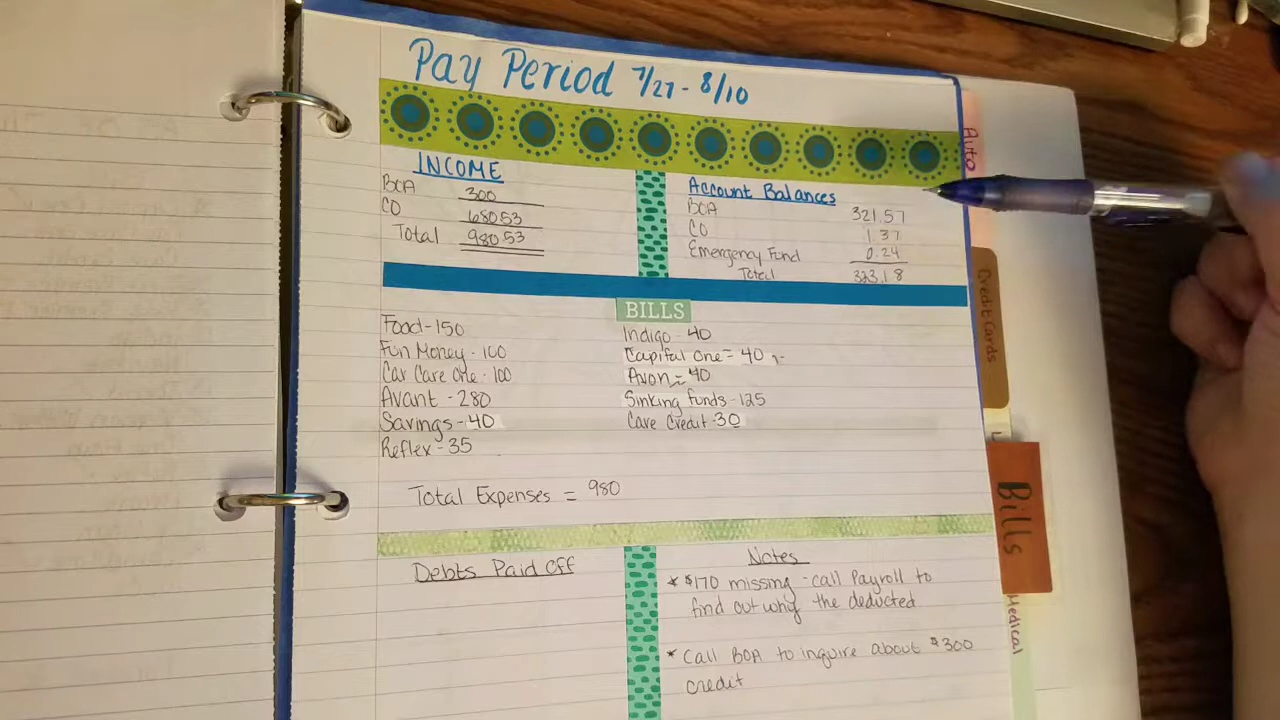 Pay Period 7/27 - 8/10
INCOME
BOA 300
CO 680.53
Total 980.53
Account Balances
BOA 321.57
CO 1.37
Emergency Fund 0.24
Total 323.18
BILLS
Food - 150
Fun Money - 100
Car Care One - 100
Avant - 280
Savings - 40
Reflex - 35
Indigo - 40
Capital One = 40
Avon - 40
Sinking Funds - 125
Care Credit - 30
Total Expenses = 980
Debts Paid Off
Notes
* $170 missing - call Payroll to
find out why the deducted
* Call BOA to inquire about $300
credit
Auto
Credit Cards
Bills
Medical